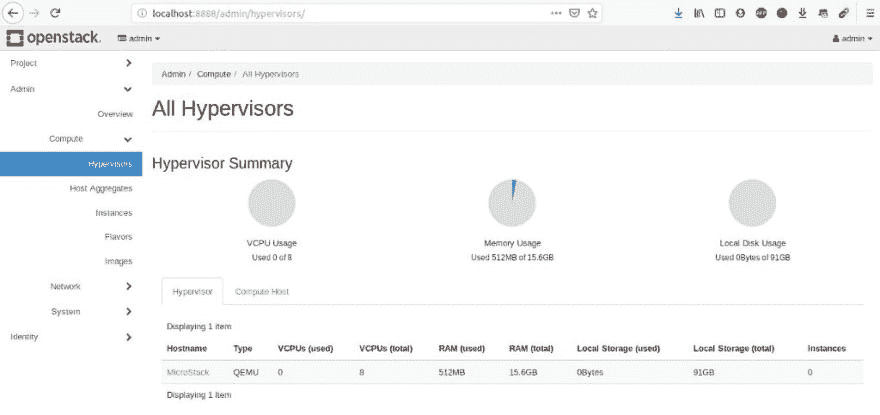 localhost:8888/admin/hypervisors/
openstack. admin admin
Project
Admin
Overview
Compute
Hypervisors
Host Aggregates
Instances
Flavors
Images
Network
System
Identity
Admin / Compute / All Hypervisors
All Hypervisors
Hypervisor Summary
VCPU Usage
Used 0 of 8
Memory Usage
Used 512MB of 15.6GB
Local Disk Usage
Used 0Bytes of 91GB
Hypervisor Compute Host
Displaying 1 item
Hostname Type VCPUs (used) VCPUs (total) RAM (used) RAM (total) Local Storage (used) Local Storage (total) Instances
MicroStack QEMU 0 8 512MB 15.6GB 0Bytes 91GB 0
Displaying 1 item